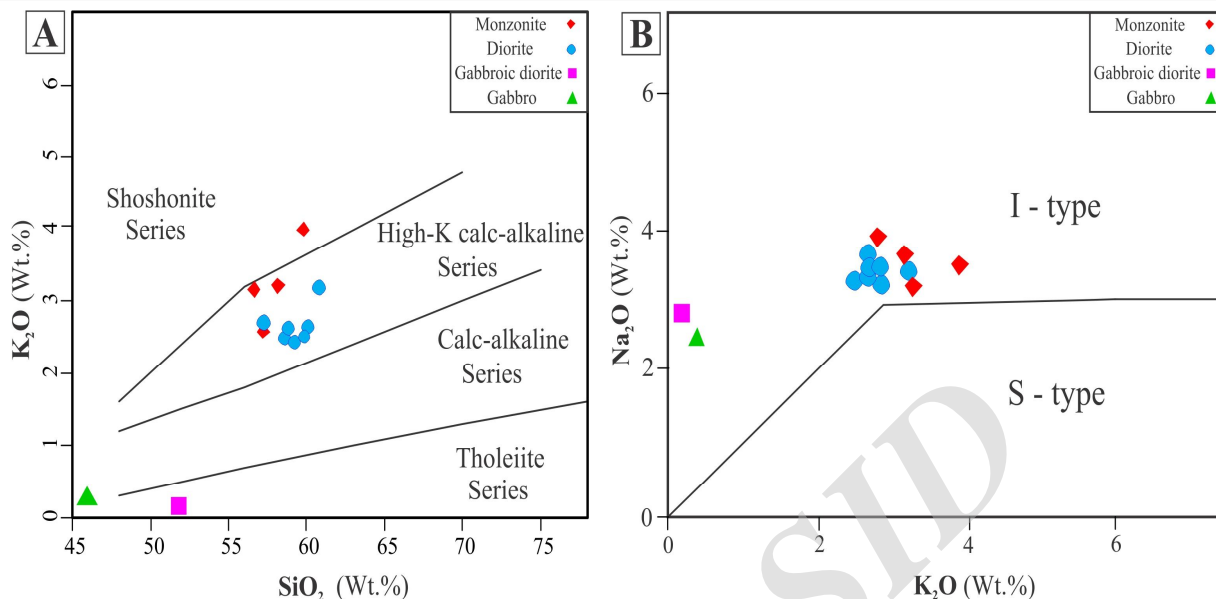 A
Monzonite
Diorite
Gabbroic diorite
Gabbro
6
5
4
3
2
1
0
K₂O (Wt.%)
Shoshonite
Series
High-K calc-alkaline
Series
Calc-alkaline
Series
Tholeiite
Series
45 50 55 60 65 70 75
SiO₂ (Wt.%)
B
Monzonite
Diorite
Gabbroic diorite
Gabbro
6
4
2
0
Na₂O (Wt.%)
I - type
S - type
0 2 4 6
K₂O (Wt.%)
SID